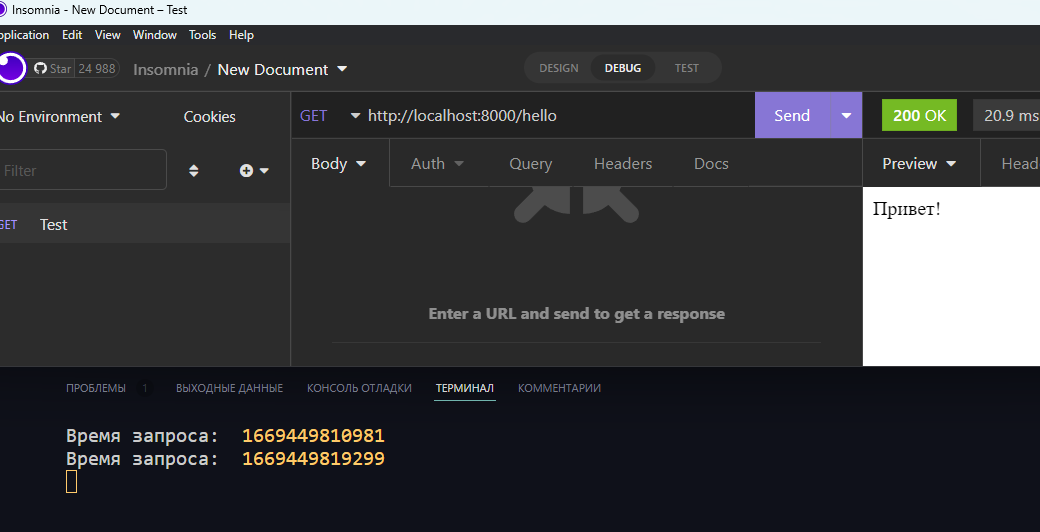 Insomnia - New Document – Test
pplication Edit View Window Tools Help
Star 24 988
Insomnia / New Document
DESIGN DEBUG TEST
No Environment
Cookies
GET http://localhost:8000/hello
Send
200 OK
20.9 ms
Filter
Body Auth Query Headers Docs
Preview Head
GET Test
Привет!
Enter a URL and send to get a response
ПРОБЛЕМЫ 1 ВЫХОДНЫЕ ДАННЫЕ КОНСОЛЬ ОТЛАДКИ ТЕРМИНАЛ КОММЕНТАРИИ
Время запроса: 1669449810981
Время запроса: 1669449819299